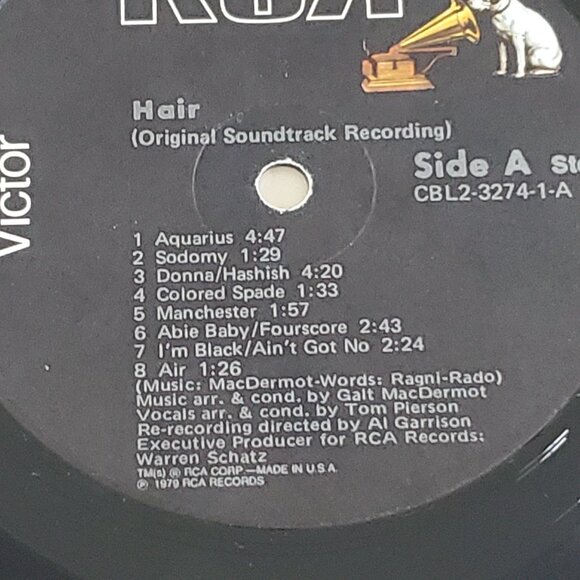 RCA
Victor
Hair
(Original Soundtrack Recording)
Side A
CBL2-3274-1-A
1 Aquarius 4:47
2 Sodomy 1:29
3 Donna/Hashish 4:20
4 Colored Spade 1:33
5 Manchester 1:57
6 Abie Baby/Fourscore 2:43
7 I'm Black/Ain't Got No 2:24
8 Air 1:26
(Music: MacDermot-Words: Ragni-Rado)
Music arr. & cond. by Galt MacDermot
Vocals arr. & cond. by Tom Pierson
Re-recording directed by Al Garrison
Executive Producer for RCA Records:
Warren Schatz
TM(s) ® RCA CORP.—MADE IN U.S.A.
℗ 1979 RCA RECORDS